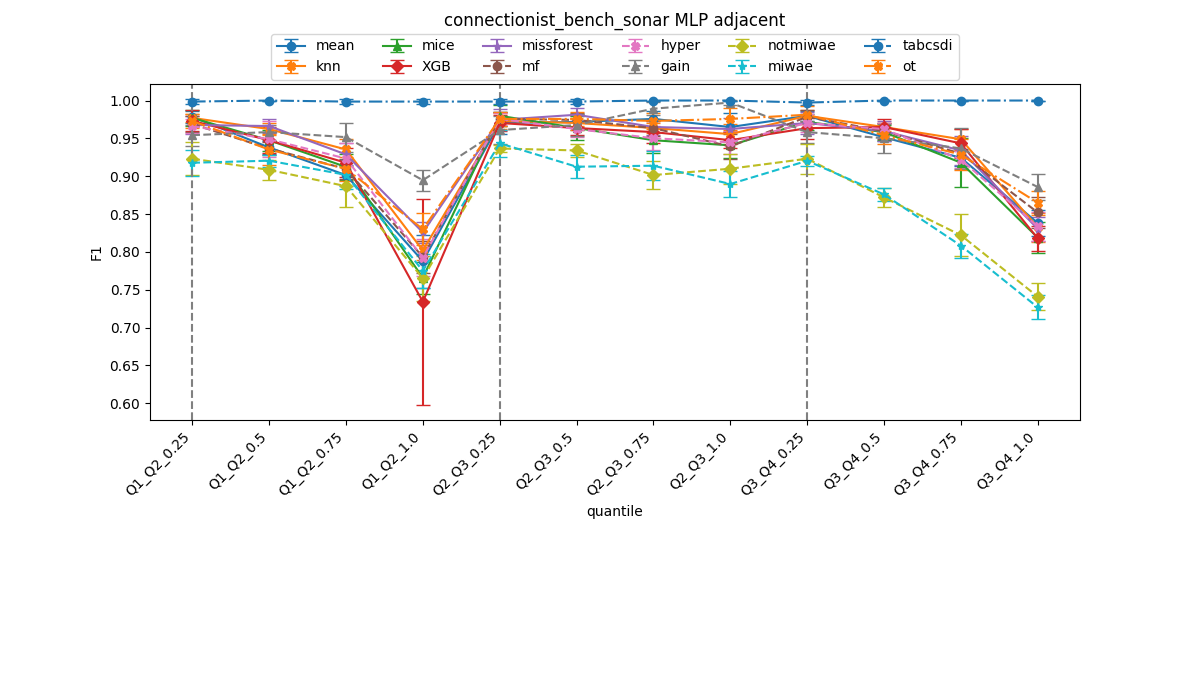 connectionist_bench_sonar MLP adjacent
mean mice missforest hyper notmiwae tabcsdi
knn XGB mf gain miwae ot
1.00
0.95
0.90
0.85
0.80
0.75
0.70
0.65
0.60
F1
Q1_Q2_0.25
Q1_Q2_0.5
Q1_Q2_0.75
Q1_Q2_1.0
Q2_Q3_0.25
Q2_Q3_0.5
Q2_Q3_0.75
Q2_Q3_1.0
Q3_Q4_0.25
Q3_Q4_0.5
Q3_Q4_0.75
Q3_Q4_1.0
quantile